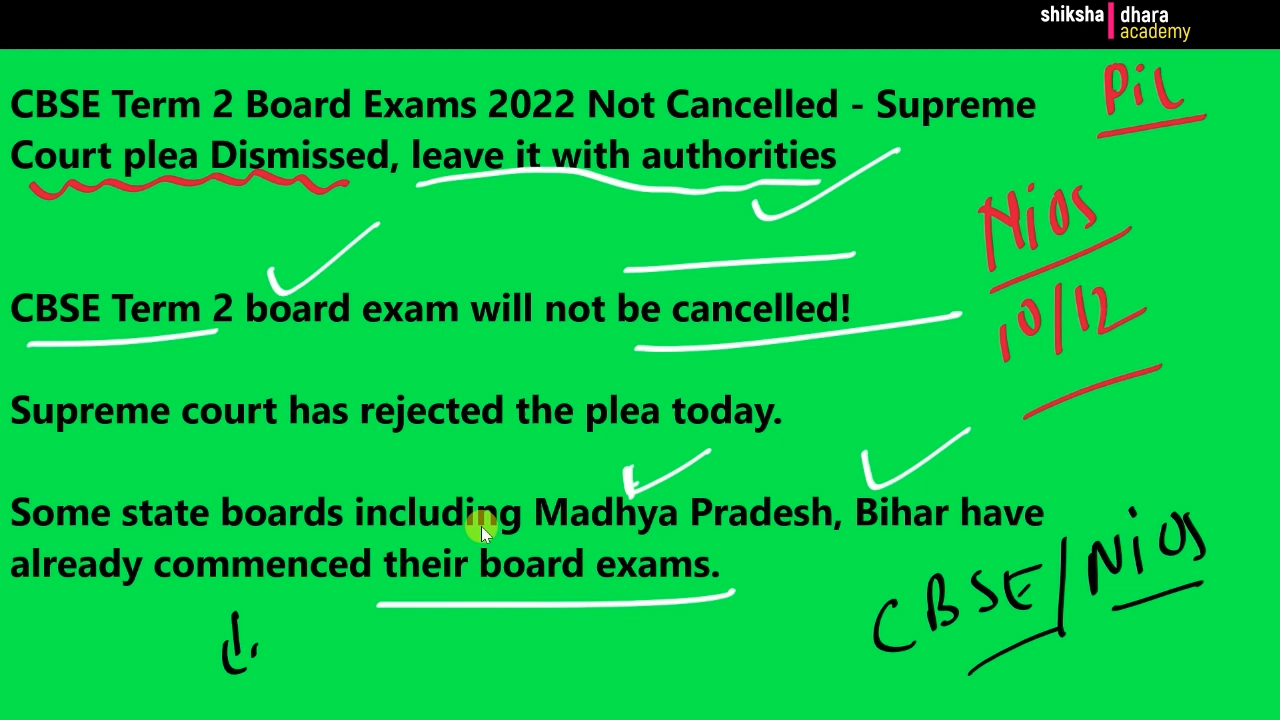 shiksha dhara
academy
CBSE Term 2 Board Exams 2022 Not Cancelled - Supreme
Court plea Dismissed, leave it with authorities
PiL
Nios
10/12
CBSE Term 2 board exam will not be cancelled!
Supreme court has rejected the plea today.
Some state boards including Madhya Pradesh, Bihar have
already commenced their board exams.
CBSE/Nios